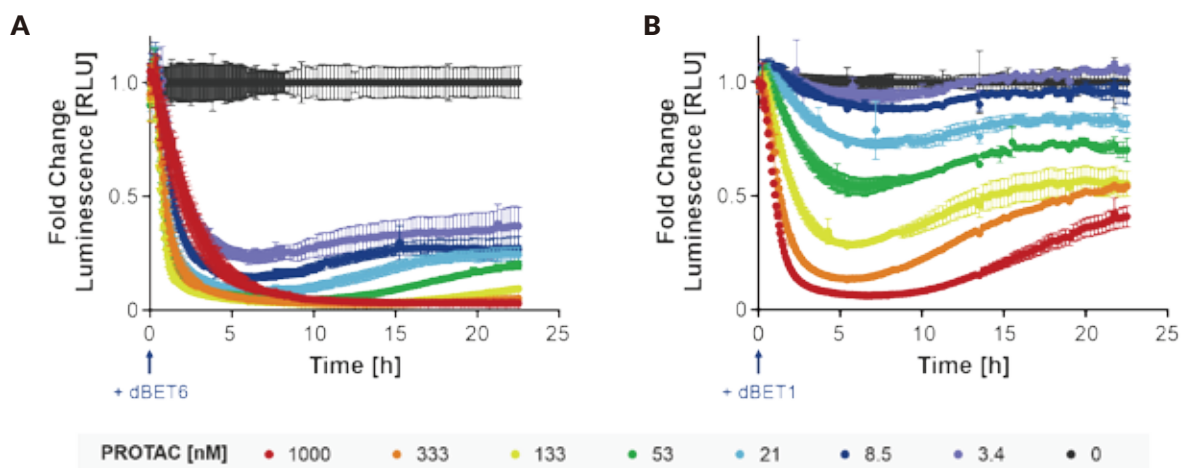 A
Fold Change
Luminescence [RLU]
1.0
0.5
0
0 5 10 15 20 25
Time [h]
+ dBET6
B
Fold Change
Luminescence [RLU]
1.0
0.5
0
0 5 10 15 20 25
Time [h]
+ dBET1
PROTAC [nM] 1000 333 133 53 21 8.5 3.4 0